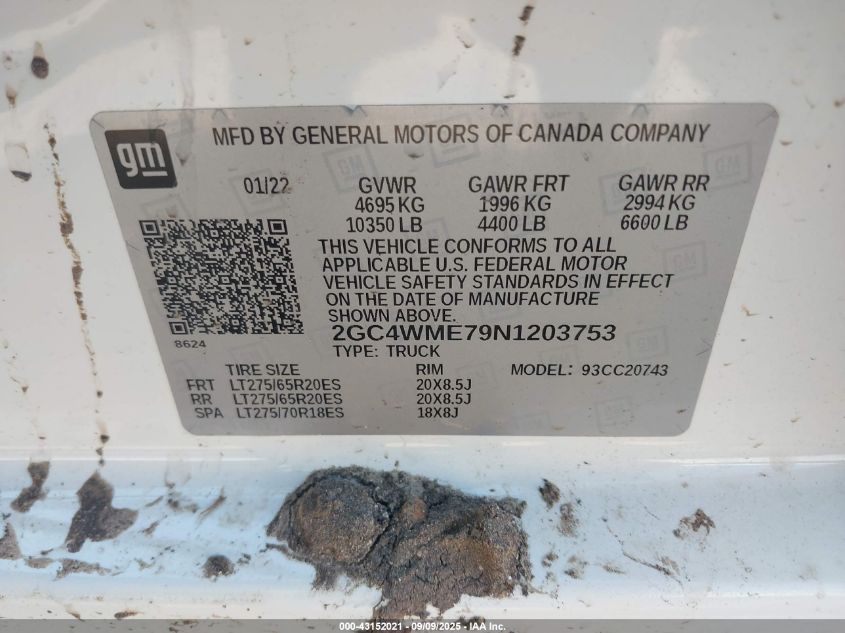 gm
MFD BY GENERAL MOTORS OF CANADA COMPANY
01/22 GVWR GAWR FRT GAWR RR
4695 KG 1996 KG 2994 KG
10350 LB 4400 LB 6600 LB
THIS VEHICLE CONFORMS TO ALL
APPLICABLE U.S. FEDERAL MOTOR
VEHICLE SAFETY STANDARDS IN EFFECT
ON THE DATE OF MANUFACTURE
SHOWN ABOVE.
8624
2GC4WME79N1203753
TYPE: TRUCK
TIRE SIZE RIM MODEL: 93CC20743
FRT LT275/65R20ES 20X8.5J
RR LT275/65R20ES 20X8.5J
SPA LT275/70R18ES 18X8J
000-43152021 - 09/09/2025 - IAA Inc.